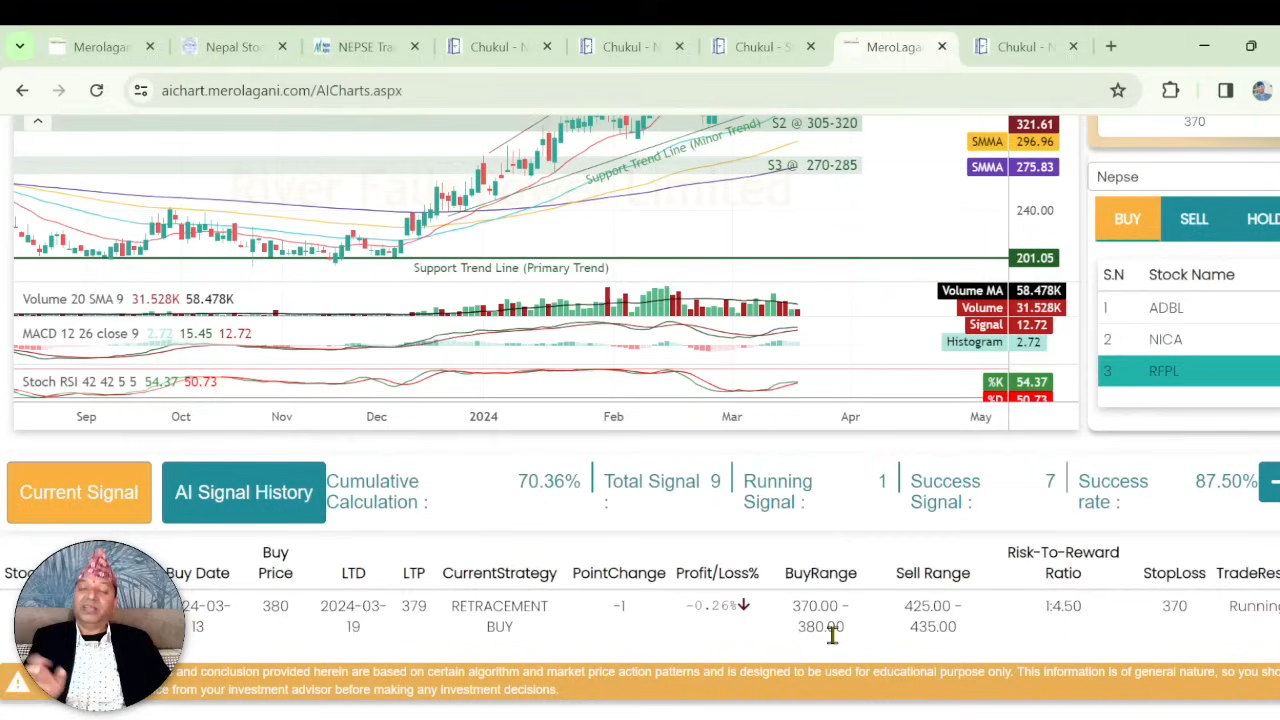 Merolagani
Nepal Sto
NEPSE Tra
Chukul - N
Chukul - N
Chukul - S
MeroLaga
Chukul - N
aichart.merolagani.com/AICharts.aspx
S2 @ 305-320
321.61
370
Support Trend Line (Minor Trend)
SMMA 296.96
S3 @ 270-285
SMMA 275.83
Nepse
240.00
BUY SELL HOLD
Support Trend Line (Primary Trend)
201.05
S.N Stock Name
Volume 20 SMA 9 31.528K 58.478K
Volume MA 58.478K
Volume 31.528K
1 ADBL
MACD 12 26 close 9 2.72 15.45 12.72
Signal 12.72
Histogram 2.72
2 NICA
3 RFPL
Stoch RSI 42 42 5 5 54.37 50.73
%K 54.37
%D 50.73
Sep Oct Nov Dec 2024 Feb Mar Apr May
Current Signal
AI Signal History
Cumulative Calculation : 70.36%
Total Signal : 9
Running Signal : 1
Success Signal : 7
Success rate : 87.50%
Stoc Buy Date Buy Price LTD LTP CurrentStrategy PointChange Profit/Loss% BuyRange Sell Range Risk-To-Reward Ratio StopLoss TradeRes
24-03-13 380 2024-03-19 379 RETRACEMENT BUY -1 -0.26% 370.00 - 380.00 425.00 - 435.00 1:4.50 370 Running
and conclusion provided herein are based on certain algorithm and market price action patterns and is designed to be used for educational purpose only. This information is of general nature, so you sho
ce from your investment advisor before making any investment decisions.